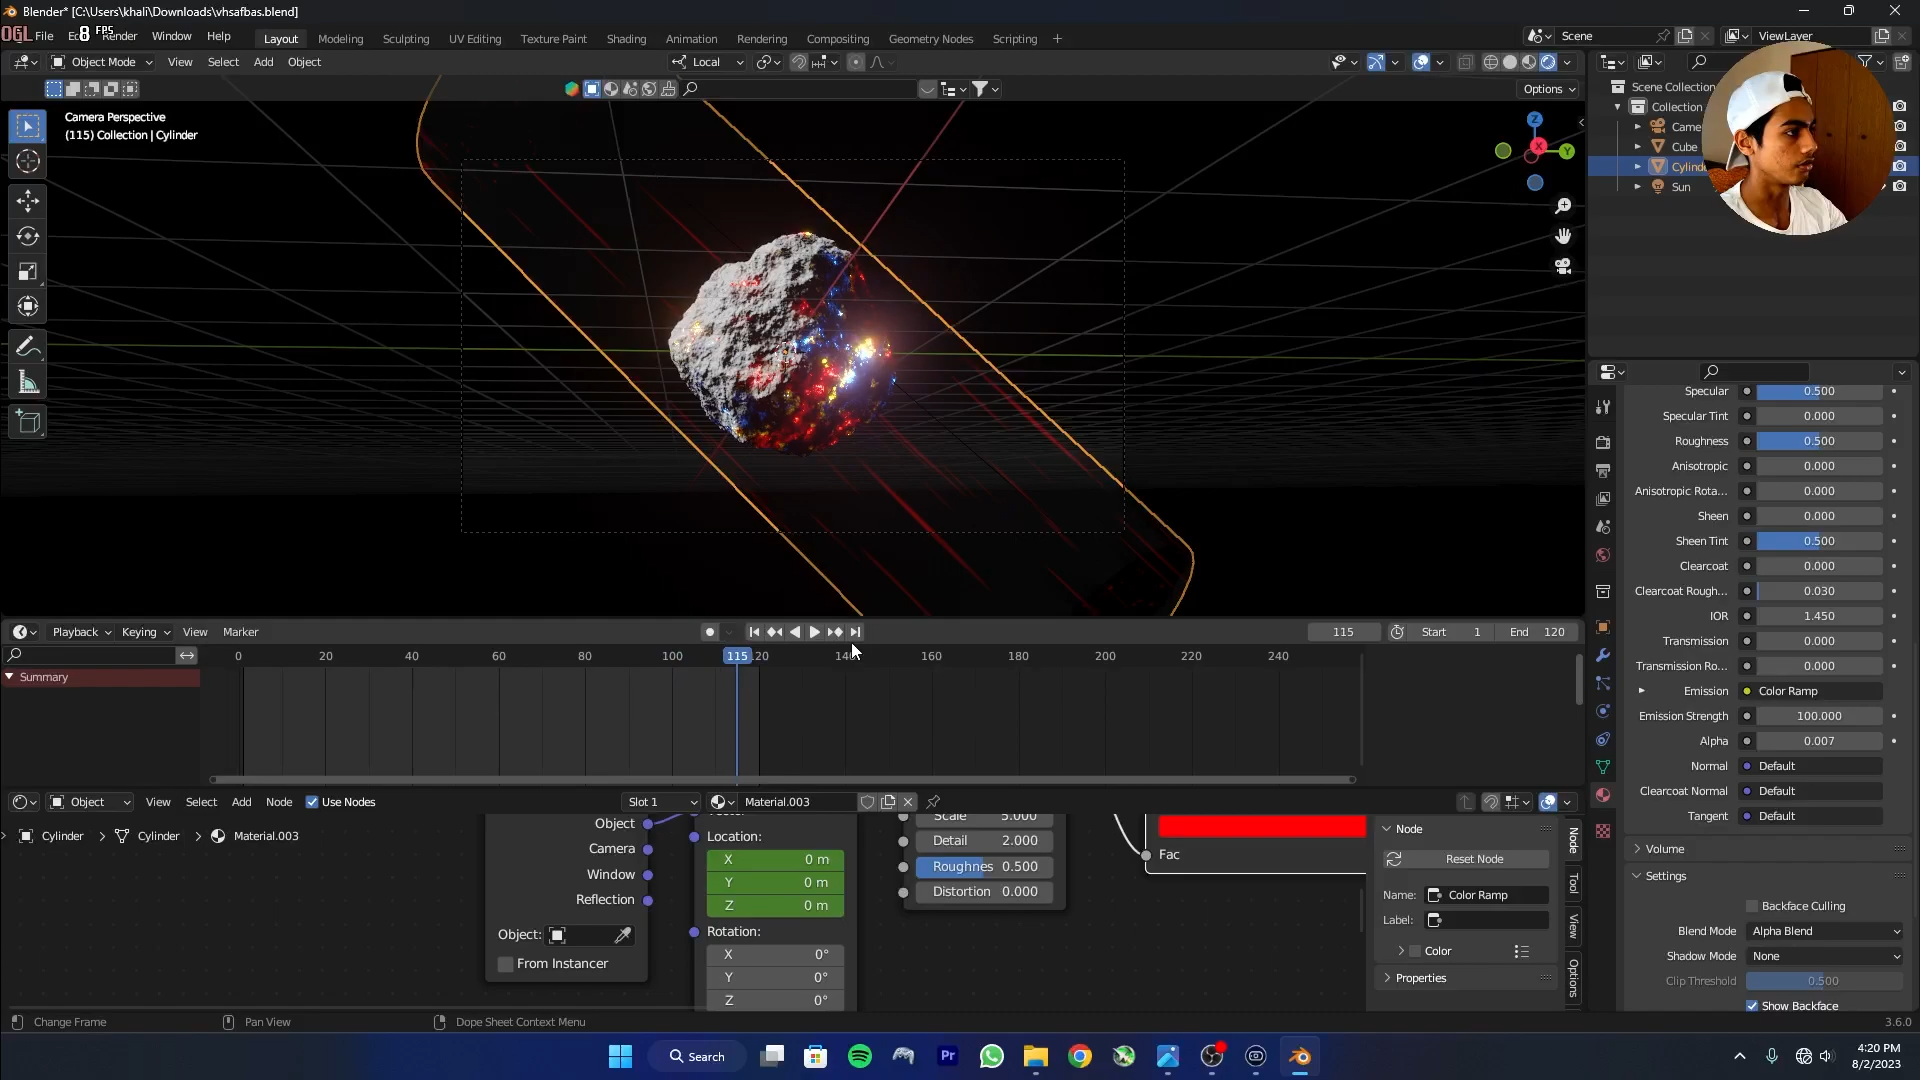 Blender* [C:\Users\khali\Downloads\vhsafbas.blend]
OGL 8 FPS
File Render Window Help Layout Modeling Sculpting UV Editing Texture Paint Shading Animation Rendering Compositing Geometry Nodes Scripting + Scene ViewLayer
Object Mode View Select Add Object Local
Options
Camera Perspective
(115) Collection | Cylinder
Z
X
Y
Scene Collection
Collection
Came
Cube
Cylind
Sun
Specular 0.500
Specular Tint 0.000
Roughness 0.500
Anisotropic 0.000
Anisotropic Rota... 0.000
Sheen 0.000
Sheen Tint 0.500
Clearcoat 0.000
Clearcoat Rough... 0.030
IOR 1.450
Transmission 0.000
Transmission Ro... 0.000
Emission Color Ramp
Emission Strength 100.000
Alpha 0.007
Normal Default
Clearcoat Normal Default
Tangent Default
Volume
Settings
Backface Culling
Blend Mode Alpha Blend
Shadow Mode None
Clip Threshold 0.500
Show Backface
Playback Keying View Marker 115 Start 1 End 120
0 20 40 60 80 100 115 120 140 160 180 200 220 240
Summary
Object View Select Add Node Use Nodes Slot 1 Material.003
Cylinder > Cylinder > Material.003
Object
Camera
Window
Reflection
Object:
From Instancer
Location:
X 0 m
Y 0 m
Z 0 m
Rotation:
X 0°
Y 0°
Z 0°
Scale 5.000
Detail 2.000
Roughnes 0.500
Distortion 0.000
Fac
Node
Reset Node
Name: Color Ramp
Label:
Color
Properties
Node
Tool
View
Options
Change Frame Pan View Dope Sheet Context Menu 3.6.0
Search
Pr
4:20 PM
8/2/2023